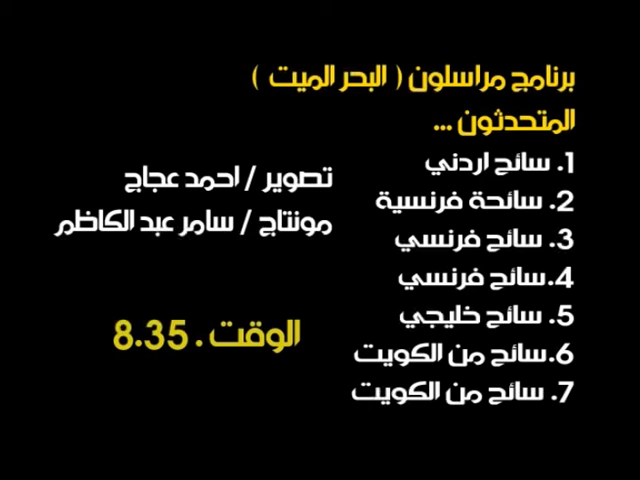 برنامج مراسلون ( البحر الميت )
المتحدثون ...
1. سائح اردني
2. سائحة فرنسية
3. سائح فرنسي
4.سائح فرنسي
5. سائح خليجي
6.سائح من الكويت
7. سائح من الكويت
تصوير / احمد عجاج
مونتاج / سامر عبد الكاظم
الوقت . 8.35